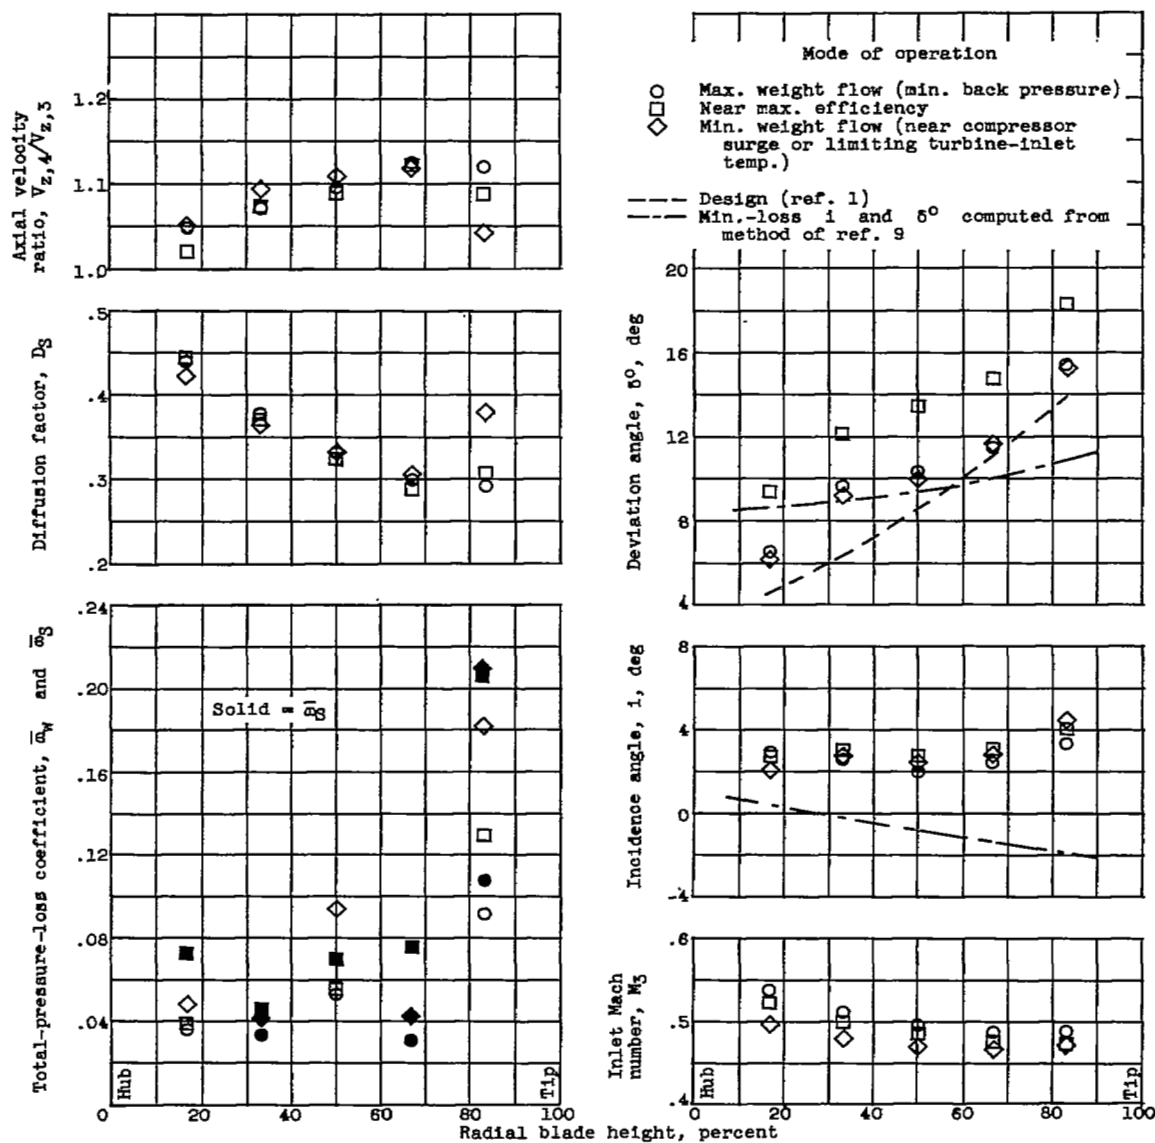 Axial velocity
ratio, Vz,4/Vz,3
1.2
1.1
1.0
Diffusion factor, DS
.5
.4
.3
.2
Total-pressure-loss coefficient, ω̅w and ω̅S
.24
.20
.16
.12
.08
.04
Solid = ω̅S
Hub
Tip
0
20
40
60
80
100
Mode of operation
Max. weight flow (min. back pressure)
Near max. efficiency
Min. weight flow (near compressor
surge or limiting turbine-inlet
temp.)
Design (ref. 1)
Min.-loss i and δ° computed from
method of ref. 9
Deviation angle, δ°, deg
20
16
12
8
4
Incidence angle, i, deg
8
4
0
-4
Inlet Mach
number, M3
.6
.5
.4
Hub
Tip
0
20
40
60
80
100
Radial blade height, percent